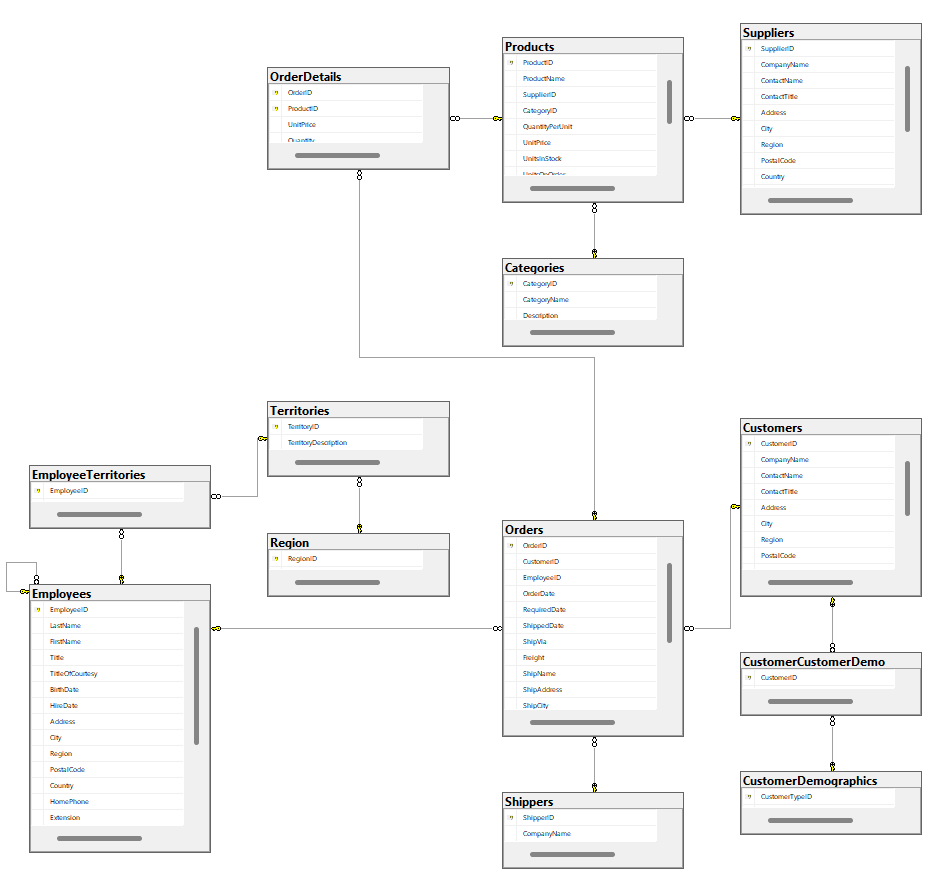 Suppliers
SupplierID
CompanyName
ContactName
ContactTitle
Address
City
Region
PostalCode
Country
Products
ProductID
ProductName
SupplierID
CategoryID
QuantityPerUnit
UnitPrice
UnitsInStock
UnitsOnOrder
OrderDetails
OrderID
ProductID
UnitPrice
Quantity
Categories
CategoryID
CategoryName
Description
Territories
TerritoryID
TerritoryDescription
Customers
CustomerID
CompanyName
ContactName
ContactTitle
Address
City
Region
PostalCode
EmployeeTerritories
EmployeeID
Region
RegionID
Orders
OrderID
CustomerID
EmployeeID
OrderDate
RequiredDate
ShippedDate
ShipVia
Freight
ShipName
ShipAddress
ShipCity
Employees
EmployeeID
LastName
FirstName
Title
TitleOfCourtesy
BirthDate
HireDate
Address
City
Region
PostalCode
Country
HomePhone
Extension
CustomerCustomerDemo
CustomerID
CustomerDemographics
CustomerTypeID
Shippers
ShipperID
CompanyName